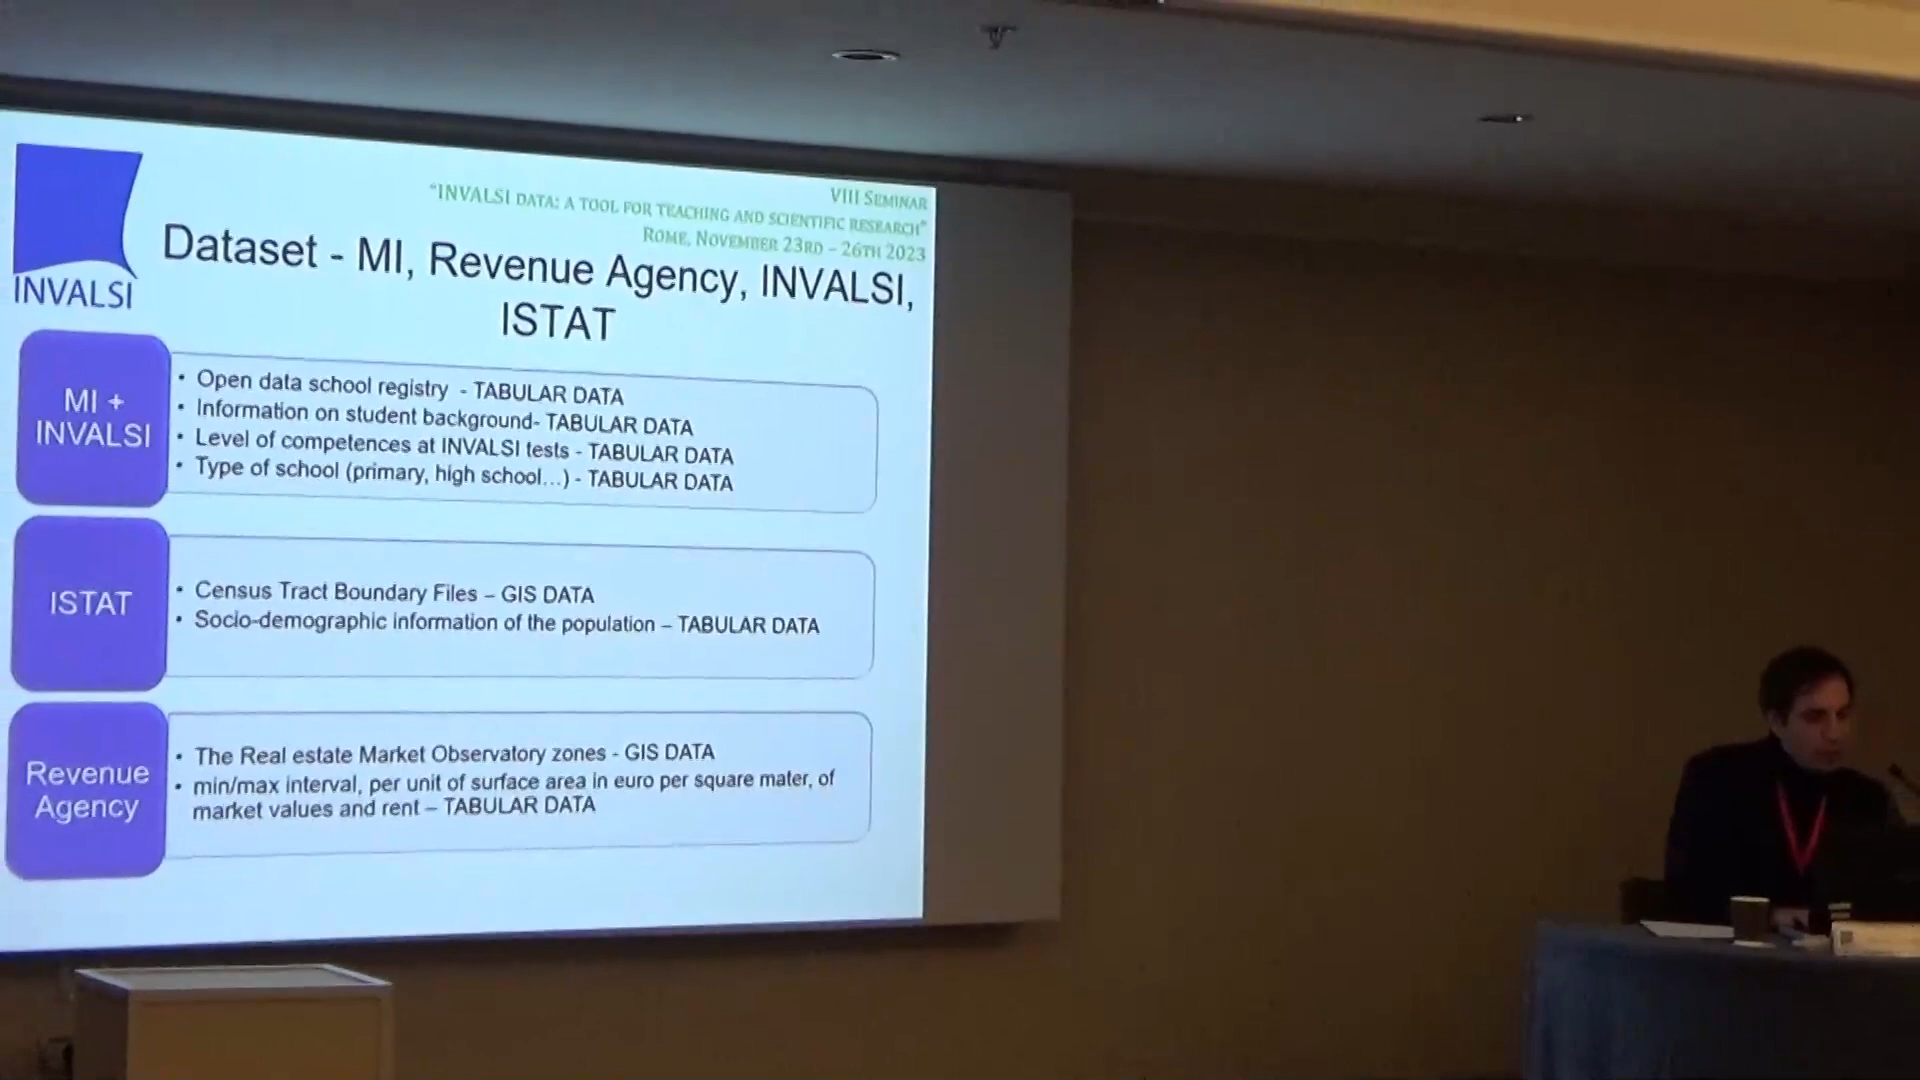 VIII SEMINAR
"INVALSI DATA: A TOOL FOR TEACHING AND SCIENTIFIC RESEARCH"
ROME, NOVEMBER 23RD – 26TH 2023
INVALSI
Dataset - MI, Revenue Agency, INVALSI,
ISTAT
MI +
INVALSI
• Open data school registry - TABULAR DATA
• Information on student background- TABULAR DATA
• Level of competences at INVALSI tests - TABULAR DATA
• Type of school (primary, high school...) - TABULAR DATA
ISTAT
• Census Tract Boundary Files – GIS DATA
• Socio-demographic information of the population – TABULAR DATA
Revenue
Agency
• The Real estate Market Observatory zones - GIS DATA
• min/max interval, per unit of surface area in euro per square mater, of
market values and rent – TABULAR DATA